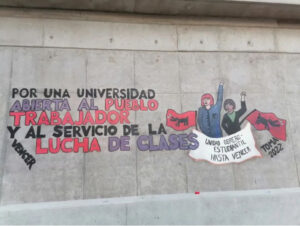 POR UNA UNIVERSIDAD
ABIERTA AL PUEBLO
TRABAJADOR
Y AL SERVICIO DE LA
LUCHA DE CLASES
VENCER
UNIDAD OBRERO
ESTUDIANTIL
HASTA VENCER
TOMA
2022